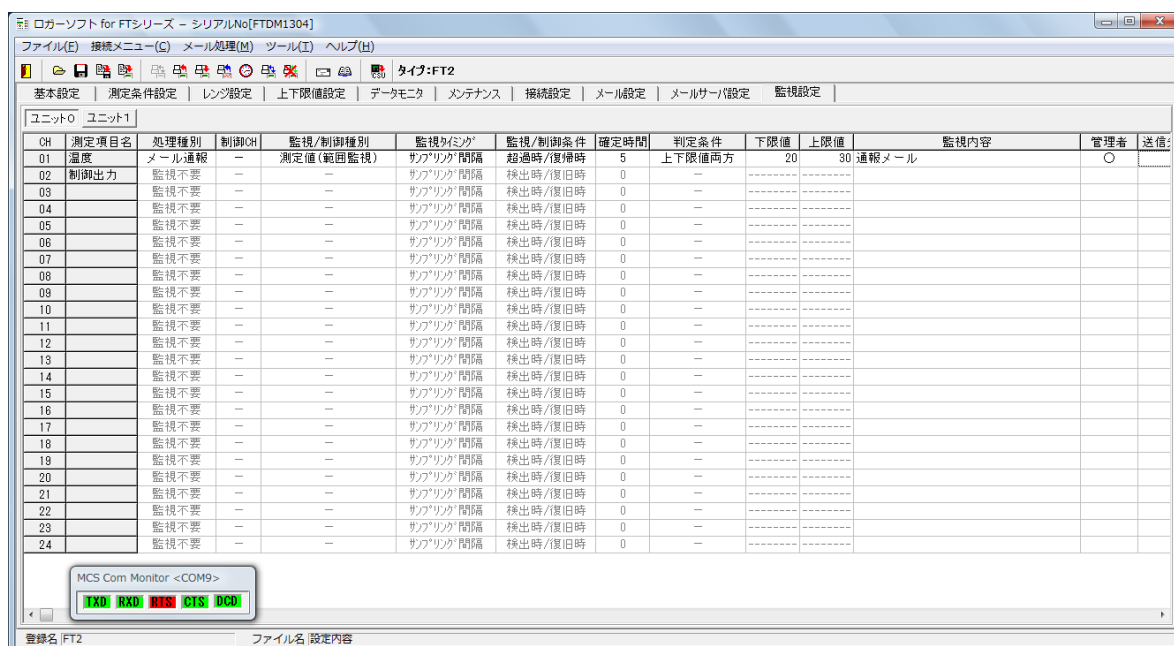 ロガーソフト for FTシリーズ － シリアルNo[FTDM1304]
ファイル(F) 接続メニュー(C) メール処理(M) ツール(T) ヘルプ(H)
タイプ:FT2
基本設定 測定条件設定 レンジ設定 上下限値設定 データモニタ メンテナンス 接続設定 メール設定 メールサーバ設定 監視設定
ユニット0 ユニット1
CH 測定項目名 処理種別 制御CH 監視/制御種別 監視ﾀｲﾐﾝｸﾞ 監視/制御条件 確定時間 判定条件 下限値 上限値 監視内容 管理者
01 温度 メール通報 － 測定値(範囲監視) ｻﾝﾌﾟﾘﾝｸﾞ間隔 超過時/復帰時 5 上下限値両方 20 30 通報メール ○
02 制御出力 監視不要 － － ｻﾝﾌﾟﾘﾝｸﾞ間隔 検出時/復旧時 0 － -------- --------
03 監視不要 － － ｻﾝﾌﾟﾘﾝｸﾞ間隔 検出時/復旧時 0 － -------- --------
04 監視不要 － － ｻﾝﾌﾟﾘﾝｸﾞ間隔 検出時/復旧時 0 － -------- --------
05 監視不要 － － ｻﾝﾌﾟﾘﾝｸﾞ間隔 検出時/復旧時 0 － -------- --------
06 監視不要 － － ｻﾝﾌﾟﾘﾝｸﾞ間隔 検出時/復旧時 0 － -------- --------
07 監視不要 － － ｻﾝﾌﾟﾘﾝｸﾞ間隔 検出時/復旧時 0 － -------- --------
08 監視不要 － － ｻﾝﾌﾟﾘﾝｸﾞ間隔 検出時/復旧時 0 － -------- --------
09 監視不要 － － ｻﾝﾌﾟﾘﾝｸﾞ間隔 検出時/復旧時 0 － -------- --------
10 監視不要 － － ｻﾝﾌﾟﾘﾝｸﾞ間隔 検出時/復旧時 0 － -------- --------
11 監視不要 － － ｻﾝﾌﾟﾘﾝｸﾞ間隔 検出時/復旧時 0 － -------- --------
12 監視不要 － － ｻﾝﾌﾟﾘﾝｸﾞ間隔 検出時/復旧時 0 － -------- --------
13 監視不要 － － ｻﾝﾌﾟﾘﾝｸﾞ間隔 検出時/復旧時 0 － -------- --------
14 監視不要 － － ｻﾝﾌﾟﾘﾝｸﾞ間隔 検出時/復旧時 0 － -------- --------
15 監視不要 － － ｻﾝﾌﾟﾘﾝｸﾞ間隔 検出時/復旧時 0 － -------- --------
16 監視不要 － － ｻﾝﾌﾟﾘﾝｸﾞ間隔 検出時/復旧時 0 － -------- --------
17 監視不要 － － ｻﾝﾌﾟﾘﾝｸﾞ間隔 検出時/復旧時 0 － -------- --------
18 監視不要 － － ｻﾝﾌﾟﾘﾝｸﾞ間隔 検出時/復旧時 0 － -------- --------
19 監視不要 － － ｻﾝﾌﾟﾘﾝｸﾞ間隔 検出時/復旧時 0 － -------- --------
20 監視不要 － － ｻﾝﾌﾟﾘﾝｸﾞ間隔 検出時/復旧時 0 － -------- --------
21 監視不要 － － ｻﾝﾌﾟﾘﾝｸﾞ間隔 検出時/復旧時 0 － -------- --------
22 監視不要 － － ｻﾝﾌﾟﾘﾝｸﾞ間隔 検出時/復旧時 0 － -------- --------
23 監視不要 － － ｻﾝﾌﾟﾘﾝｸﾞ間隔 検出時/復旧時 0 － -------- --------
24 監視不要 － － ｻﾝﾌﾟﾘﾝｸﾞ間隔 検出時/復旧時 0 － -------- --------
MCS Com Monitor <COM9>
TXD RXD RTS CTS DCD
登録名 FT2 ファイル名 設定内容